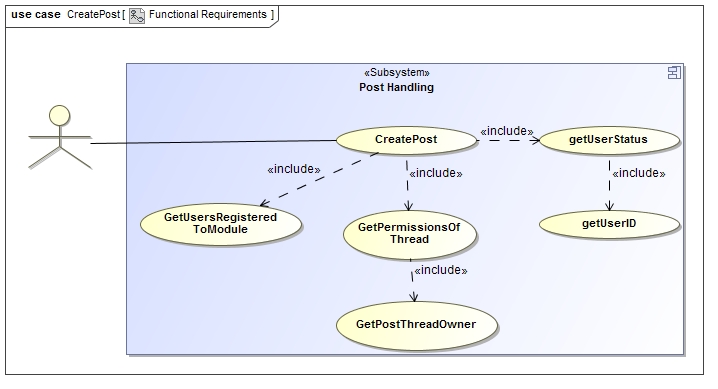 use case CreatePost [ Functional Requirements ]
«Subsystem»
Post Handling
CreatePost
«include»
getUserStatus
«include»
«include»
«include»
GetUsersRegistered
ToModule
GetPermissionsOf
Thread
getUserID
«include»
GetPostThreadOwner